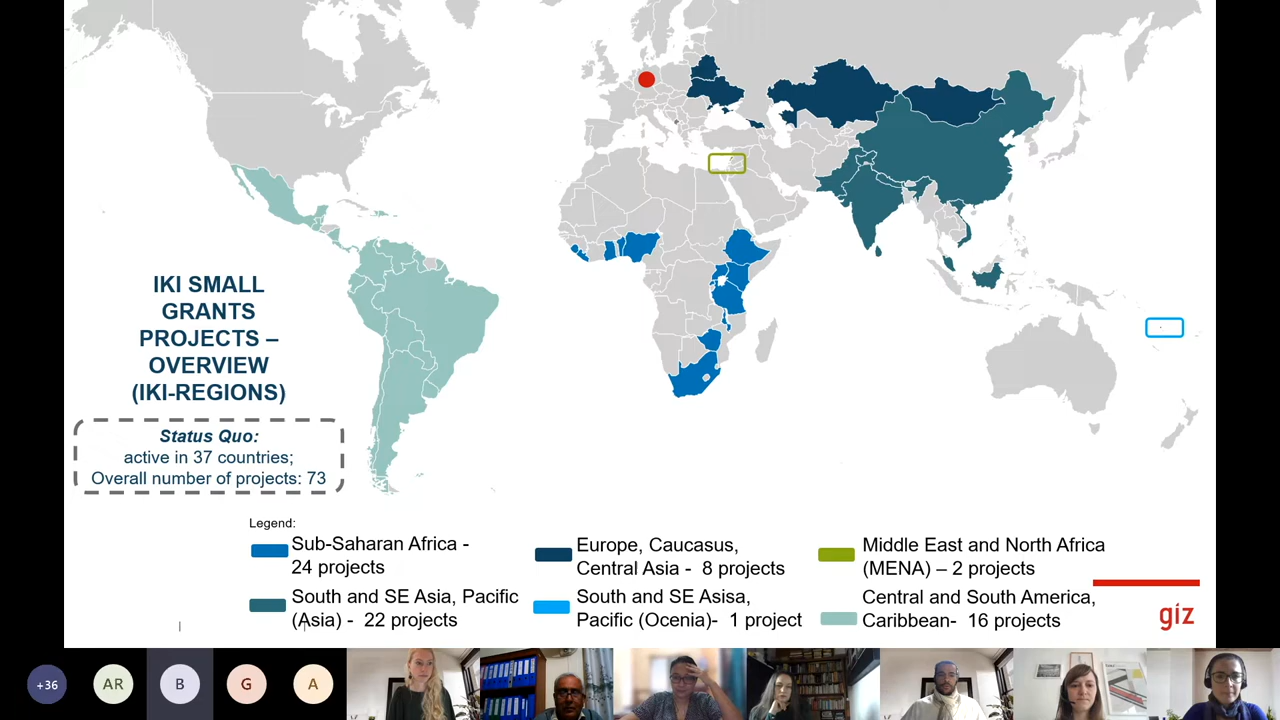 IKI SMALL
GRANTS
PROJECTS –
OVERVIEW
(IKI-REGIONS)
Status Quo:
active in 37 countries;
Overall number of projects: 73
Legend:
Sub-Saharan Africa -
24 projects
Europe, Caucasus,
Central Asia -  8 projects
Middle East and North Africa
(MENA) – 2 projects
South and SE Asia, Pacific
(Asia) -  22 projects
South and SE Asisa,
Pacific (Ocenia)-  1 project
Central and South America,
Caribbean-  16 projects
giz
+36
AR
B
G
A